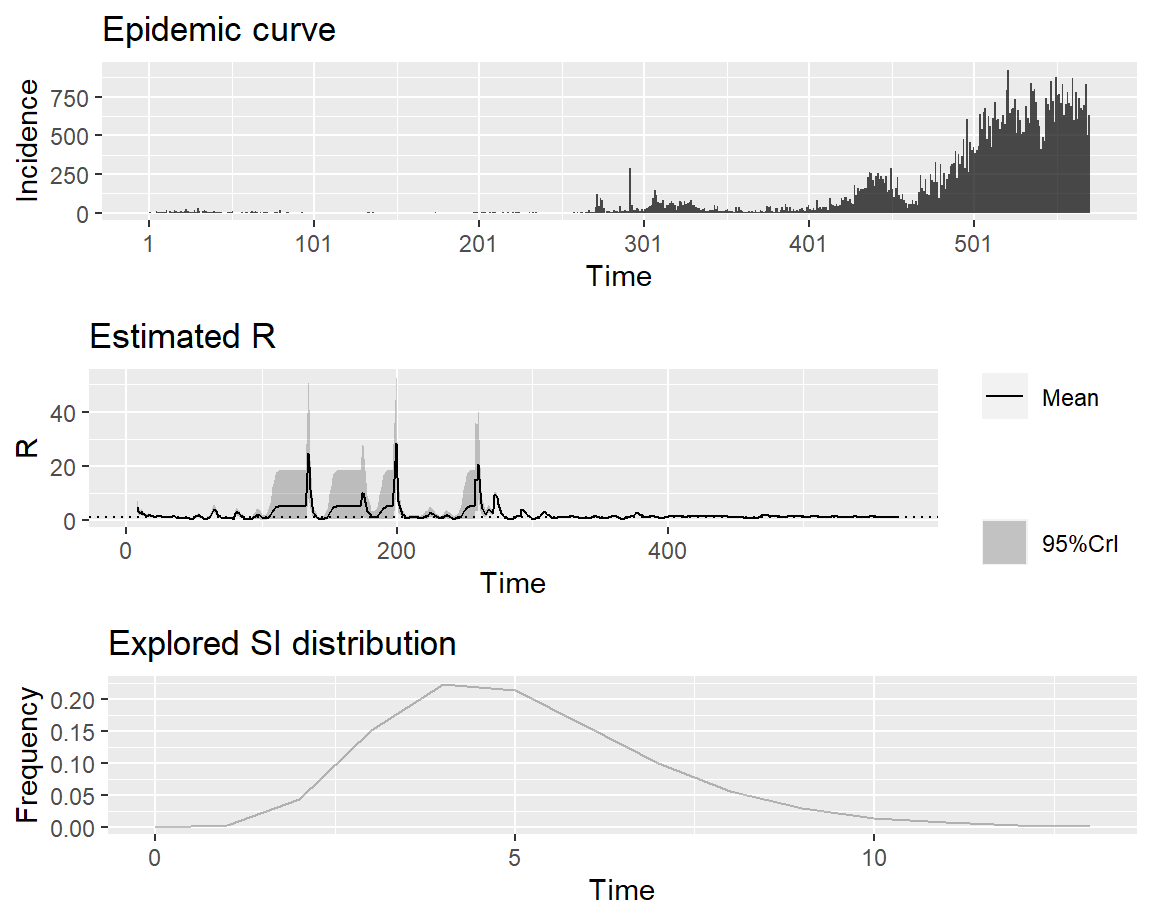 Epidemic curve
Incidence
750
500
250
0
1 101 201 301 401 501
Time
Estimated R
R
40
20
0
0 200 400
Time
Mean
95%CrI
Explored SI distribution
Frequency
0.20
0.15
0.10
0.05
0.00
0 5 10
Time